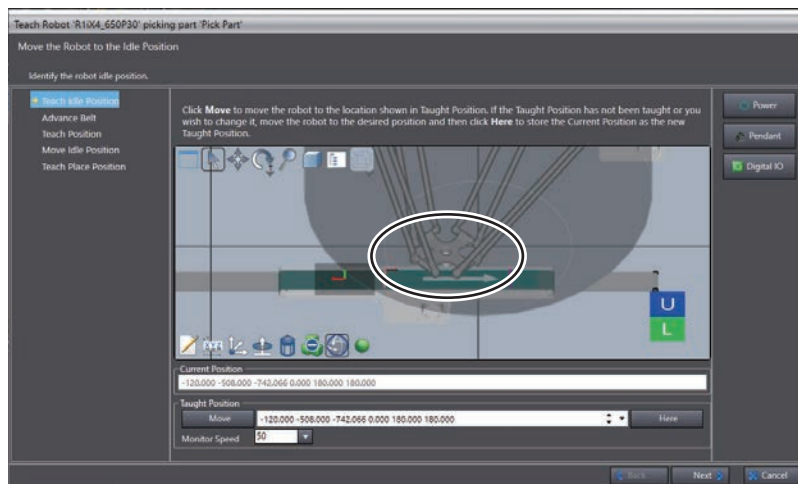 Teach Robot 'R1iX4_650P30' picking part 'Pick Part'
Move the Robot to the Idle Position
Identify the robot idle position.
Teach Idle Position
Advance Belt
Teach Position
Move Idle Position
Teach Place Position
Click Move to move the robot to the location shown in Taught Position. If the Taught Position has not been taught or you
wish to change it, move the robot to the desired position and then click Here to store the Current Position as the new
Taught Position.
Power
Pendant
Digital IO
U
L
Current Position
-120.000 -508.000 -742.066 0.000 180.000 180.000
Taught Position
Move -120.000 -508.000 -742.066 0.000 180.000 180.000 Here
Monitor Speed 50
Back Next Cancel